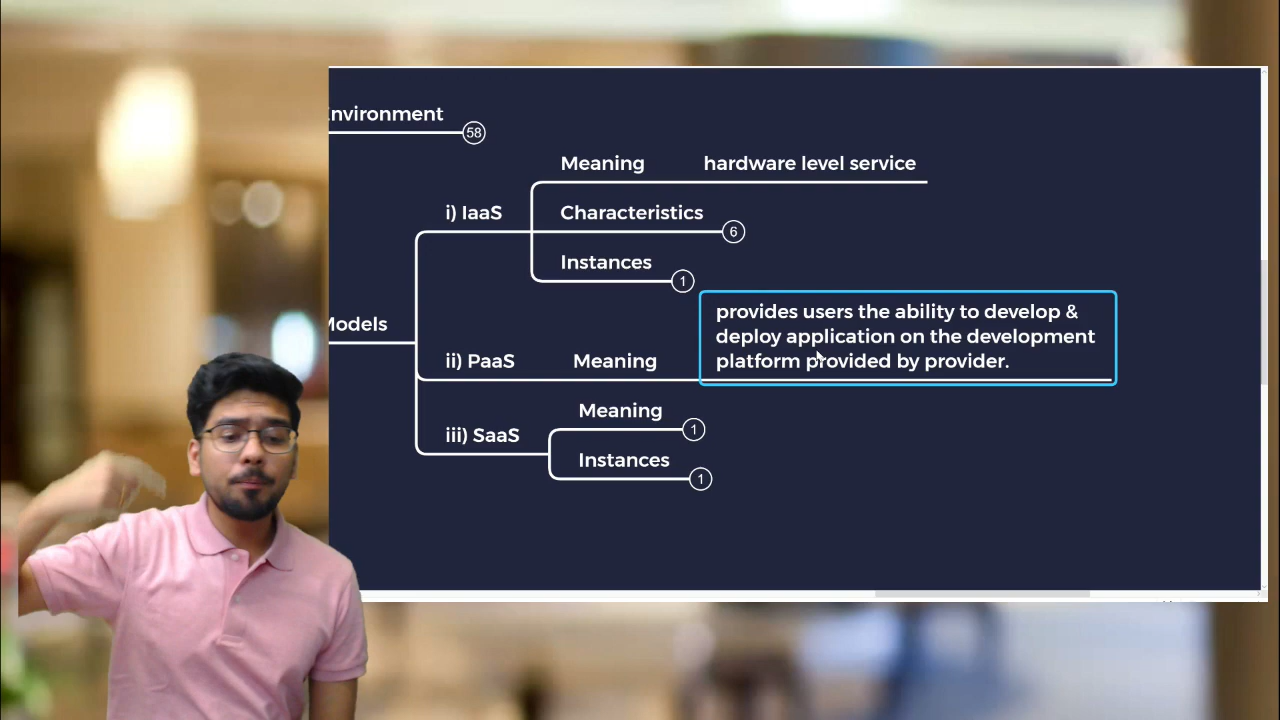 nvironment
58
Meaning
hardware level service
i) IaaS
Characteristics
6
Instances
1
Models
provides users the ability to develop &
deploy application on the development
platform provided by provider.
ii) PaaS
Meaning
Meaning
1
iii) SaaS
Instances
1